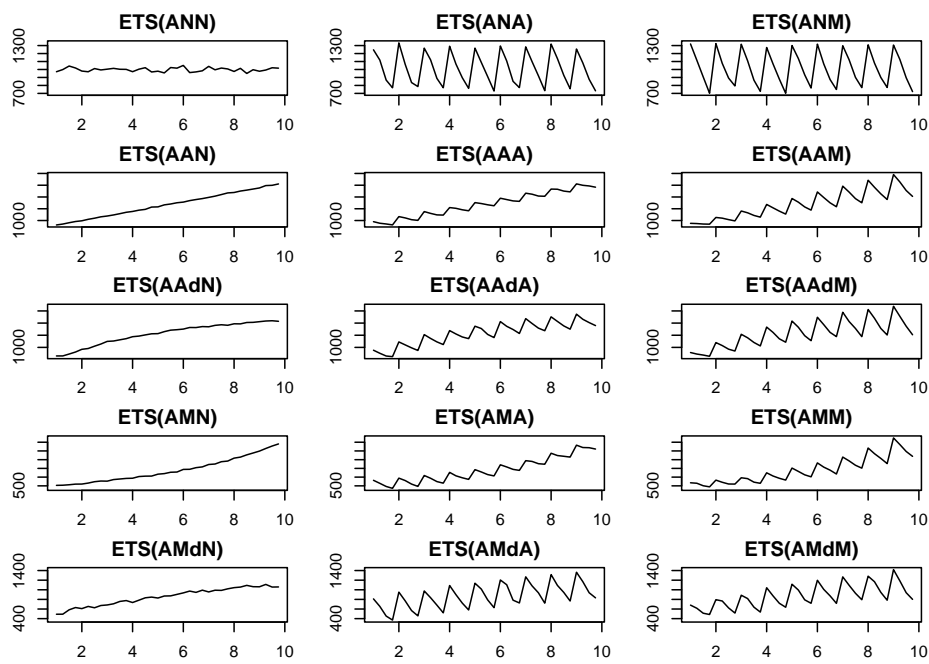 ETS(ANN) ETS(ANA) ETS(ANM)
700 1300 700 1300 700 1300
2 4 6 8 10 2 4 6 8 10 2 4 6 8 10
ETS(AAN) ETS(AAA) ETS(AAM)
1000 1000 1000
2 4 6 8 10 2 4 6 8 10 2 4 6 8 10
ETS(AAdN) ETS(AAdA) ETS(AAdM)
1000 1000 1000
2 4 6 8 10 2 4 6 8 10 2 4 6 8 10
ETS(AMN) ETS(AMA) ETS(AMM)
500 500 500
2 4 6 8 10 2 4 6 8 10 2 4 6 8 10
ETS(AMdN) ETS(AMdA) ETS(AMdM)
400 1400 400 1400 400 1400
2 4 6 8 10 2 4 6 8 10 2 4 6 8 10